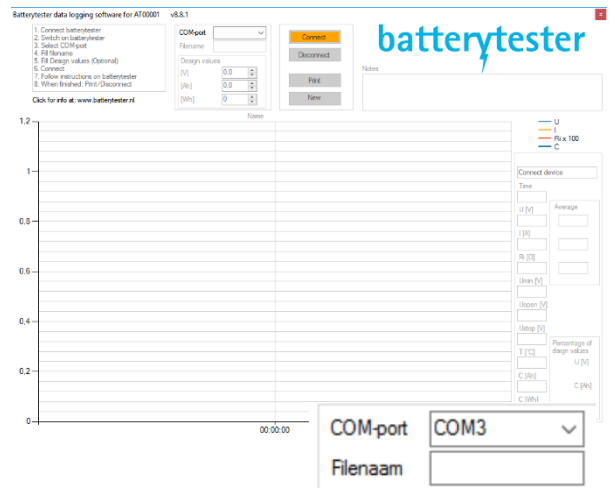 Batterytester data logging software for AT00001 v8.8.1
x
1. Connect batterytester
2. Switch on batterytester
3. Select COM-port
4. Fill filename
5. Fill Design values (Optional)
6. Connect
7. Follow instructions on batterytester
8. When finished: Print/Disconnect
Click for info at: www.batterytester.nl
COM-port
Filename
Design values
[V] 0,0
[Ah] 0,0
[Wh] 0
Connect
Disconnect
Print
New
batterytester
Notes
Name
U
I
Ri x 100
C
1,2
1
0,8
0,6
0,4
0,2
0
00:00:00
Connect device
Time
U [V]
Average
I [A]
Ri [Ω]
Umin [V]
Uopen [V]
Ustop [V]
T [°C]
Percentage of
deign values
U [V]
C [Ah]
C [Ah]
C [Wh]
COM-port COM3
Filenaam